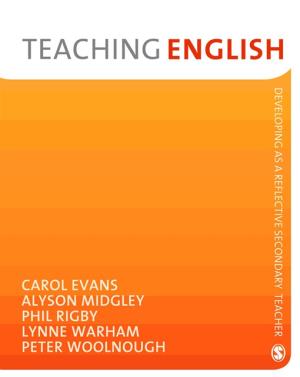 TEACHING ENGLISH
DEVELOPING AS A REFLECTIVE SECONDARY TEACHER
CAROL EVANS
ALYSON MIDGLEY
PHIL RIGBY
LYNNE WARHAM
PETER WOOLNOUGH